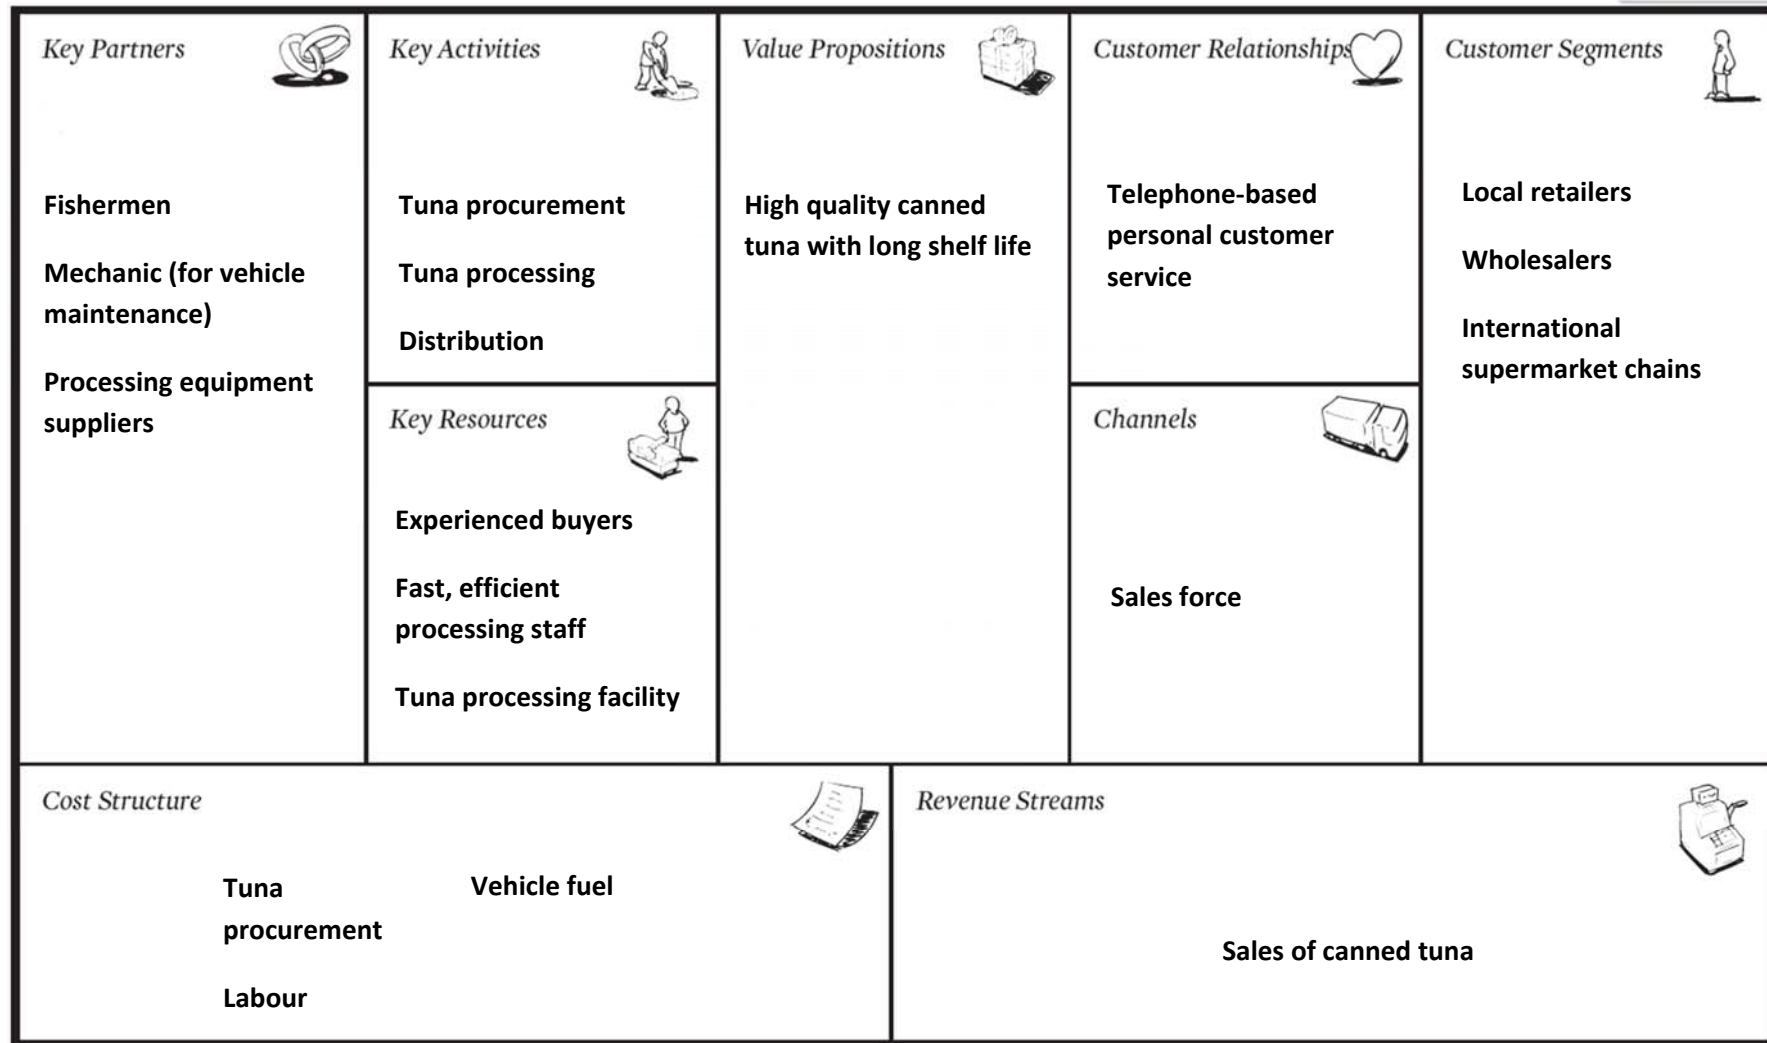 Key Partners
Fishermen
Mechanic (for vehicle
maintenance)
Processing equipment
suppliers
Key Activities
Tuna procurement
Tuna processing
Distribution
Key Resources
Experienced buyers
Fast, efficient
processing staff
Tuna processing facility
Value Propositions
High quality canned
tuna with long shelf life
Customer Relationships
Telephone-based
personal customer
service
Channels
Sales force
Customer Segments
Local retailers
Wholesalers
International
supermarket chains
Cost Structure
Tuna
procurement
Labour
Vehicle fuel
Revenue Streams
Sales of canned tuna